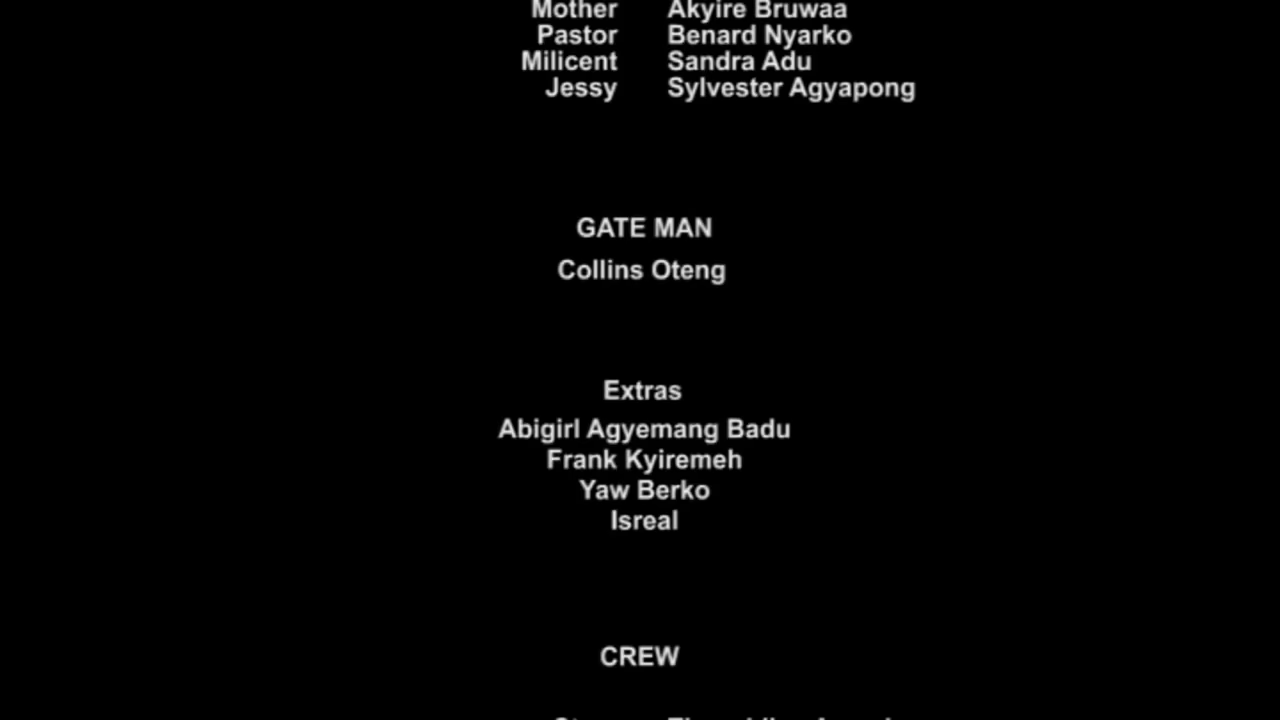 Mother Akyire Bruwaa
Pastor Benard Nyarko
Milicent Sandra Adu
Jessy Sylvester Agyapong
GATE MAN
Collins Oteng
Extras
Abigirl Agyemang Badu
Frank Kyiremeh
Yaw Berko
Isreal
CREW